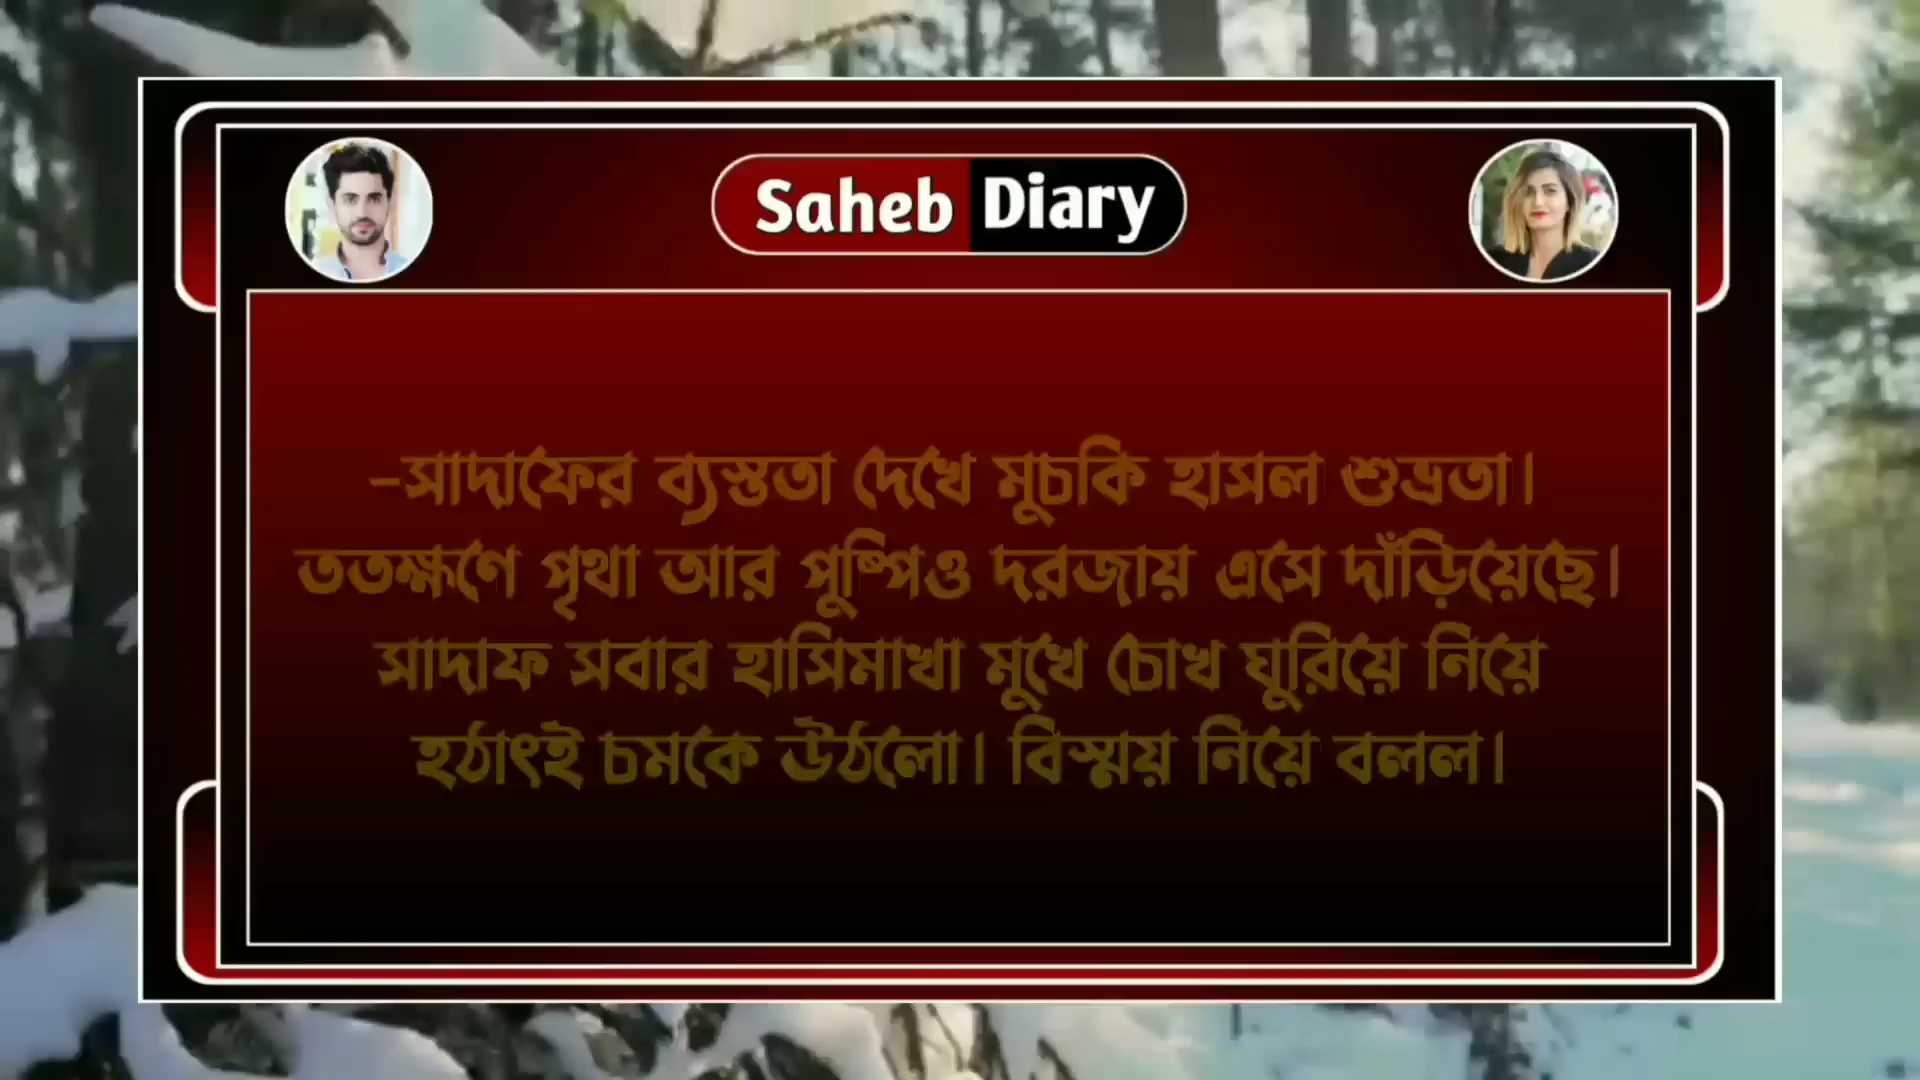 Saheb Diary
-সাদাফের ব্যস্ততা দেখে মুচকি হাসল শুভ্রতা।
ততক্ষণে পৃথা আর পুষ্পিও দরজায় এসে দাঁড়িয়েছে।
সাদাফ সবার হাসিমাখা মুখে চোখ ঘুরিয়ে নিয়ে
হঠাৎই চমকে উঠলো। বিস্ময় নিয়ে বলল।